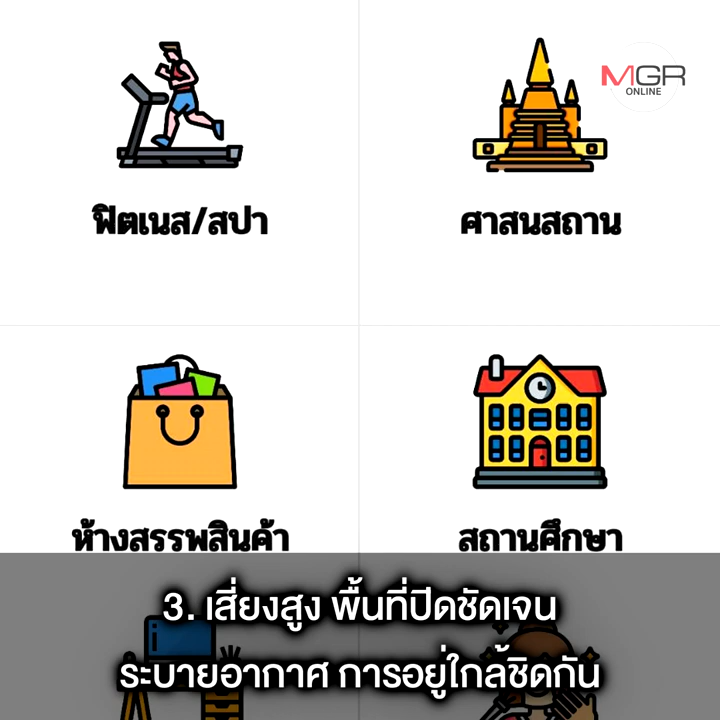 MGR
ONLINE
ฟิตเนส/สปา
ศาสนสถาน
ห้างสรรพสินค้า
สถานศึกษา
3. เสี่ยงสูง พื้นที่ปิดชัดเจน
ระบายอากาศ การอยู่ใกล้ชิดกัน